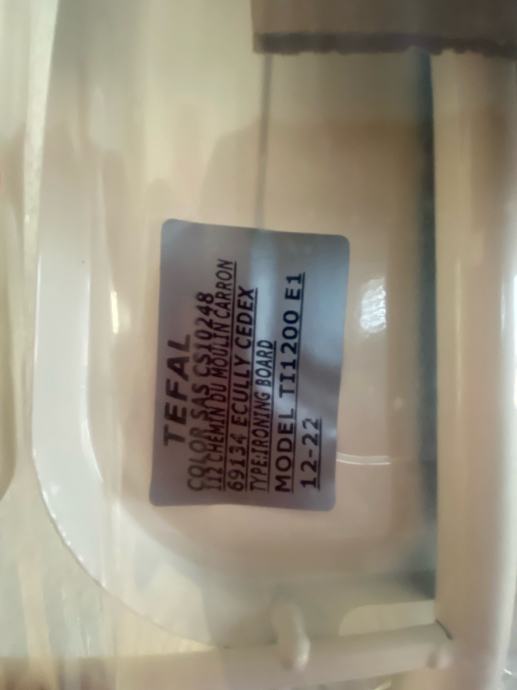 TEFAL
COLOR SAS CS10248
112 CHEMIN DU MOULIN CARRON
69134 ECULLY CEDEX
TYPE:IRONING BOARD
MODEL TI1200 E1
12-22